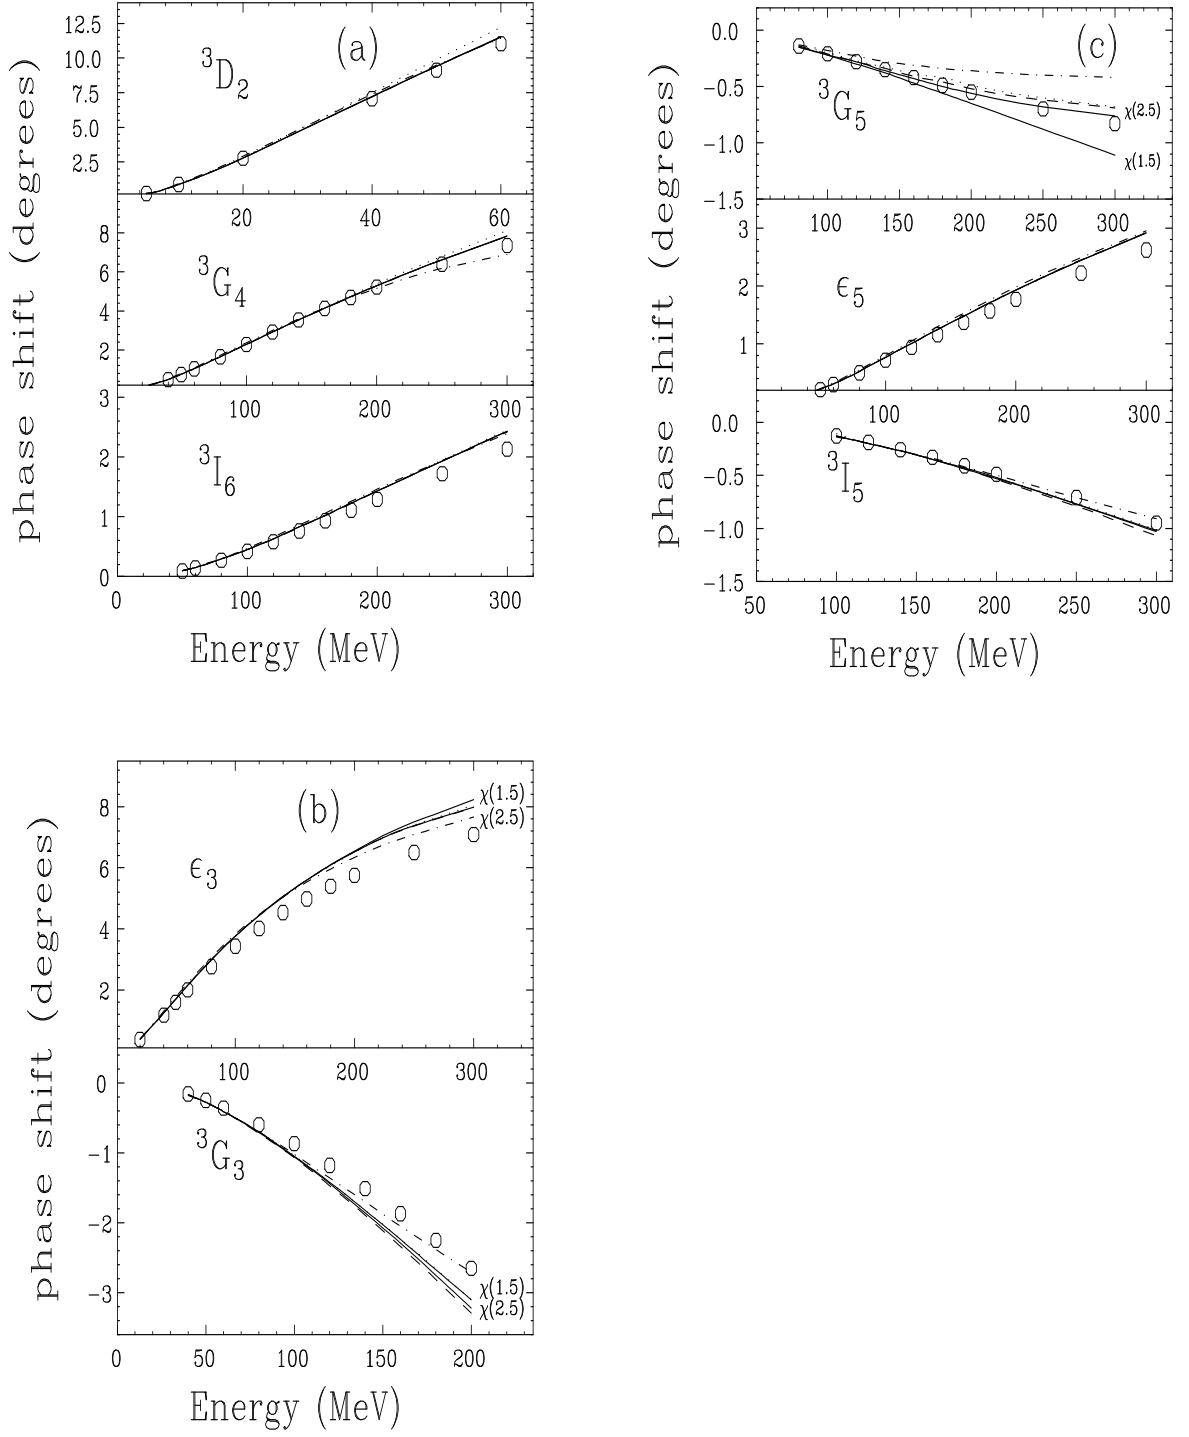 phase shift (degrees)
12.5
10.0
7.5
5.0
2.5
³D₂
(a)
20 40 60
8
6
4
2
³G₄
100 200 300
3
2
1
0
³I₆
0 100 200 300
Energy (MeV)
phase shift (degrees)
0.0
−0.5
−1.0
−1.5
(c)
³G₅
χ(2.5)
χ(1.5)
100 150 200 250 300
3
2
1
ϵ₅
100 200 300
0.0
−0.5
−1.0
−1.5
³I₅
50 100 150 200 250 300
Energy (MeV)
phase shift (degrees)
8
6
4
2
(b)
ϵ₃
χ(1.5)
χ(2.5)
100 200 300
0
−1
−2
−3
³G₃
χ(1.5)
χ(2.5)
0 50 100 150 200
Energy (MeV)